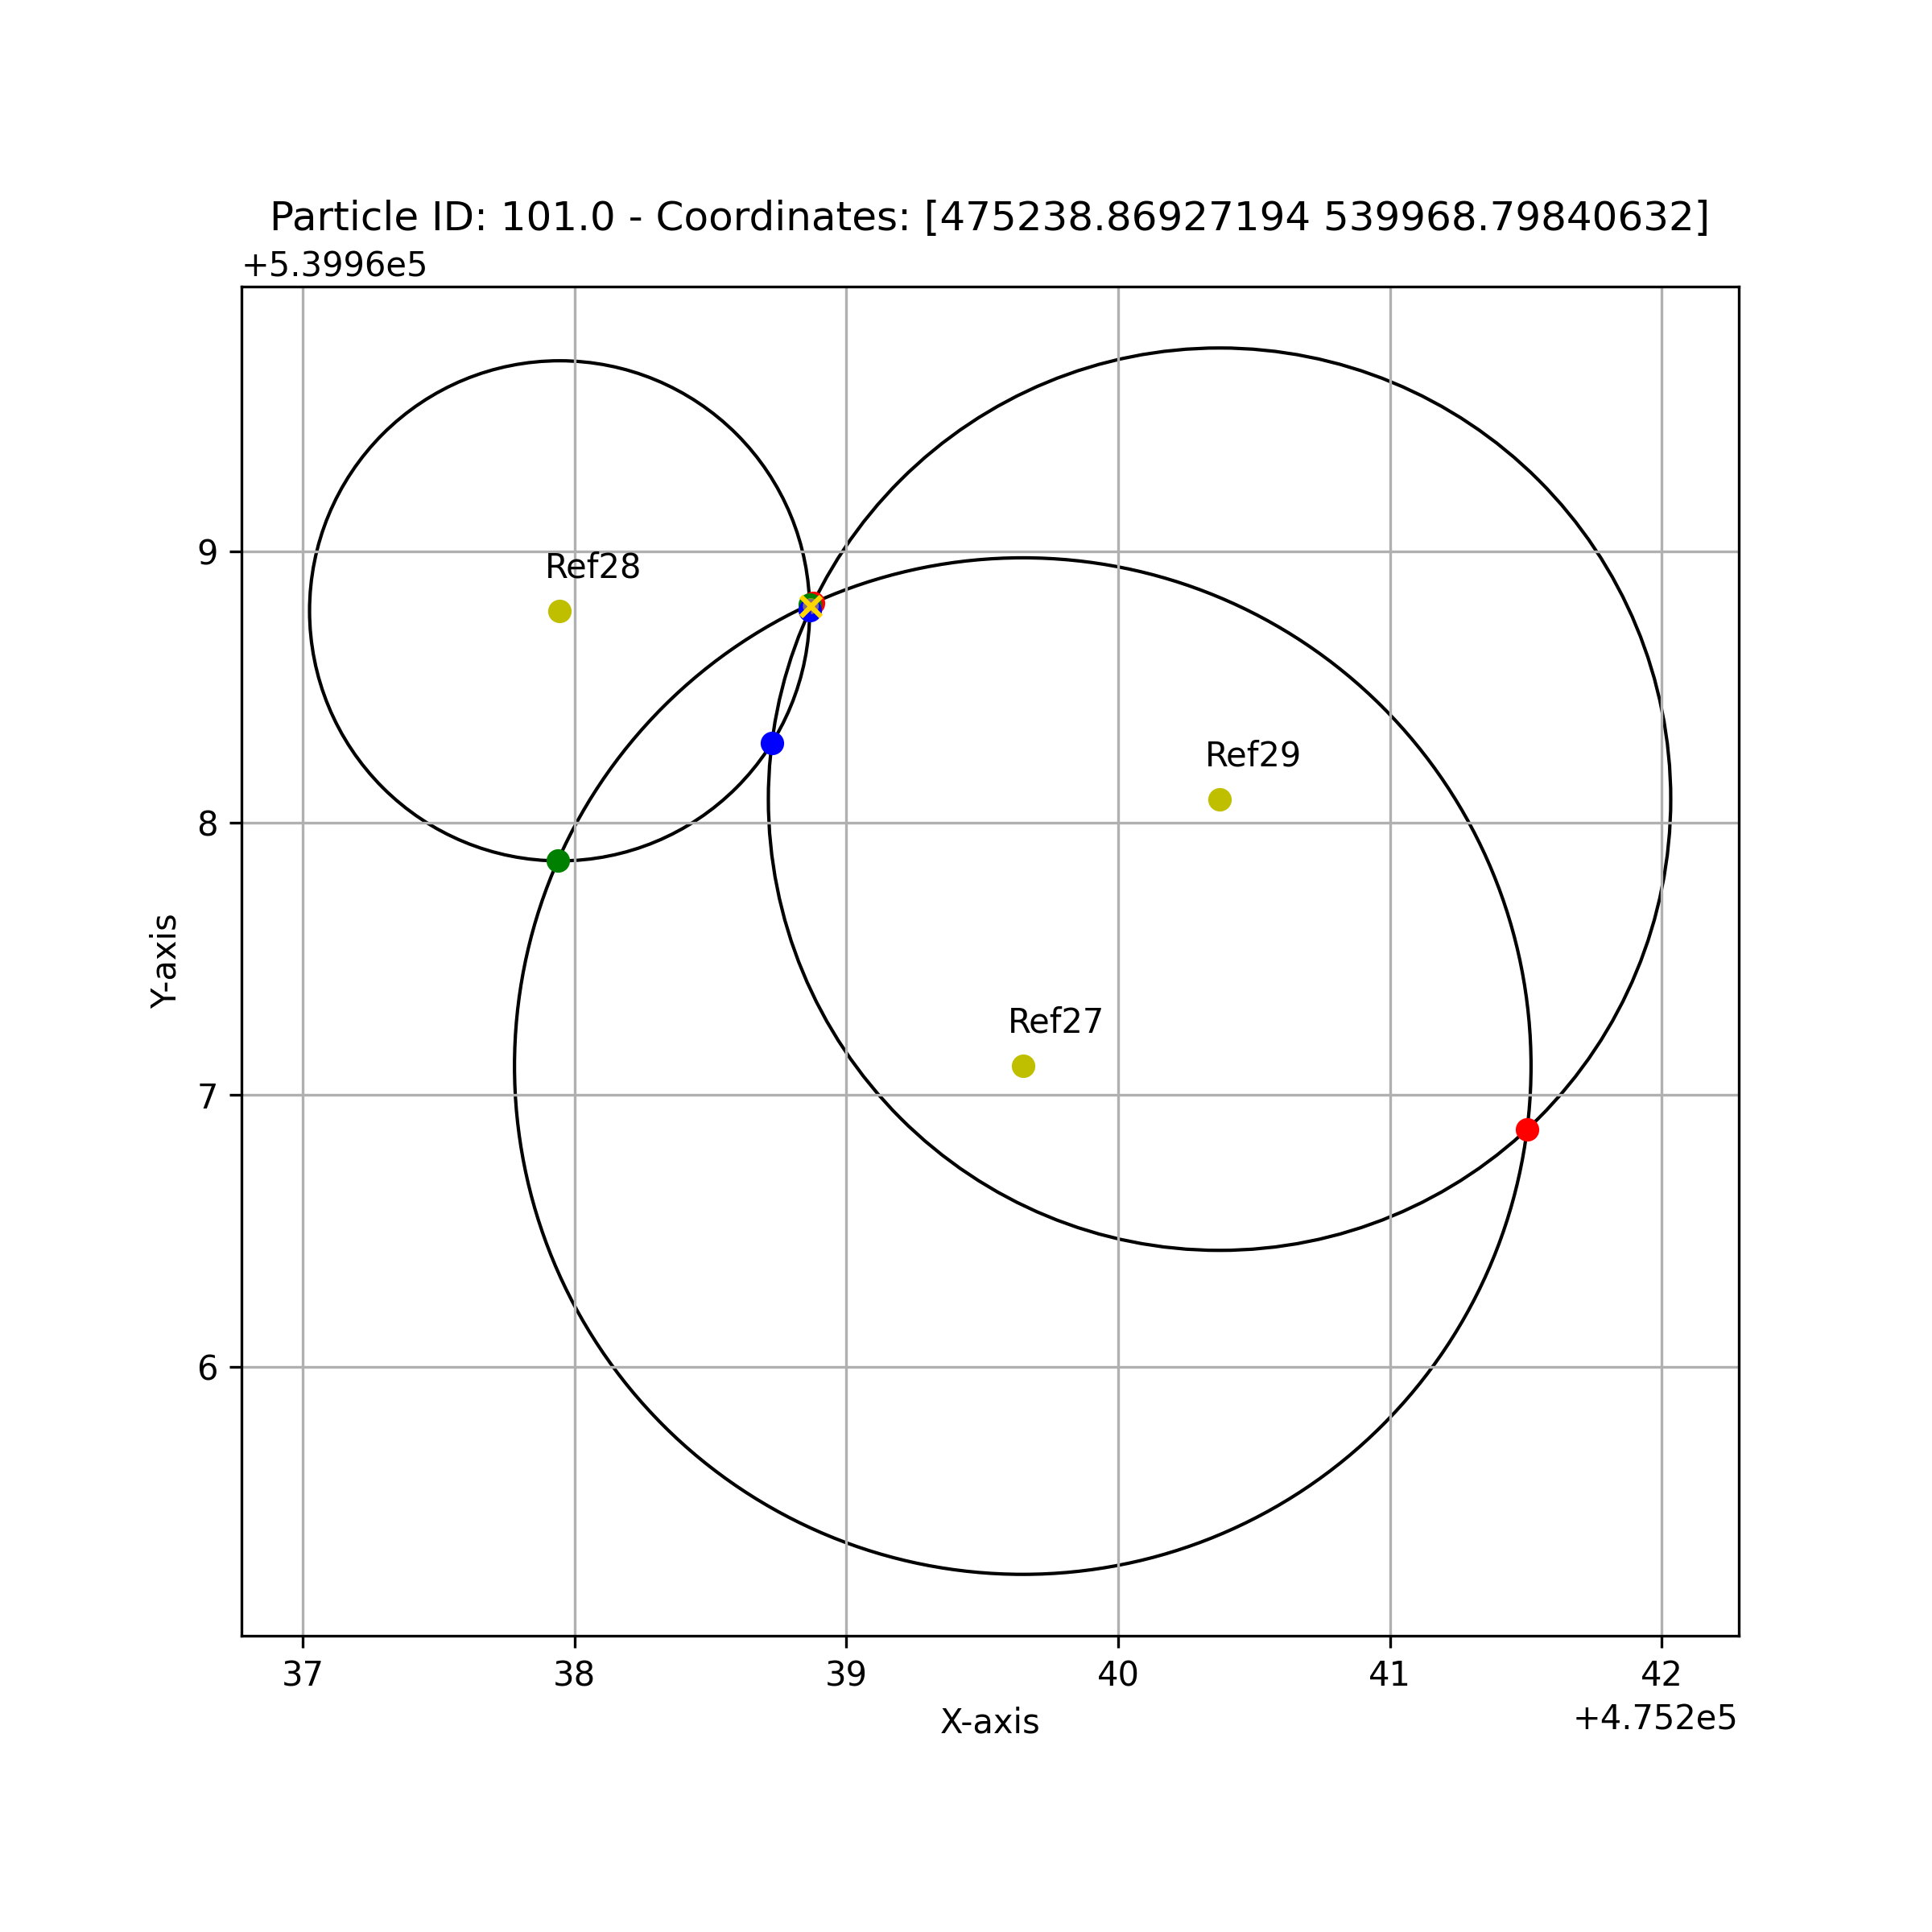 Particle ID: 101.0 - Coordinates: [475238.86927194 539968.79840632]
+5.3996e5
9
Ref28
Ref29
8
Y-axis
Ref27
7
6
37 38 39 40 41 42
X-axis
+4.752e5